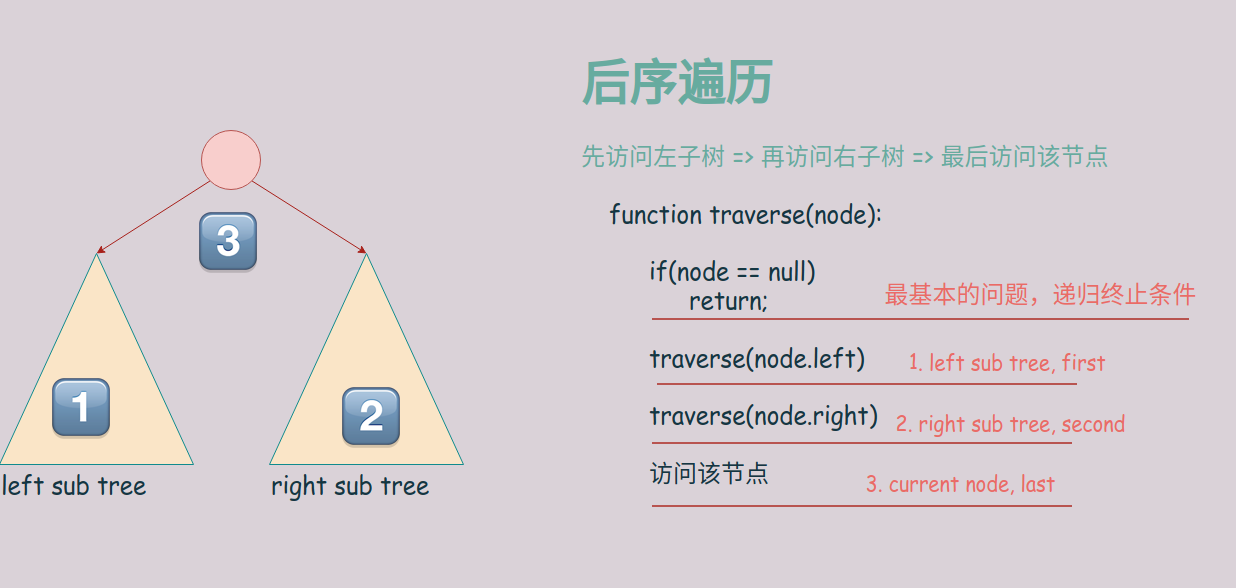 后序遍历
先访问左子树 => 再访问右子树 => 最后访问该节点
function traverse(node):
if(node == null)
return;
最基本的问题，递归终止条件
traverse(node.left)
1. left sub tree, first
traverse(node.right)
2. right sub tree, second
访问该节点
3. current node, last
3
1
2
left sub tree
right sub tree